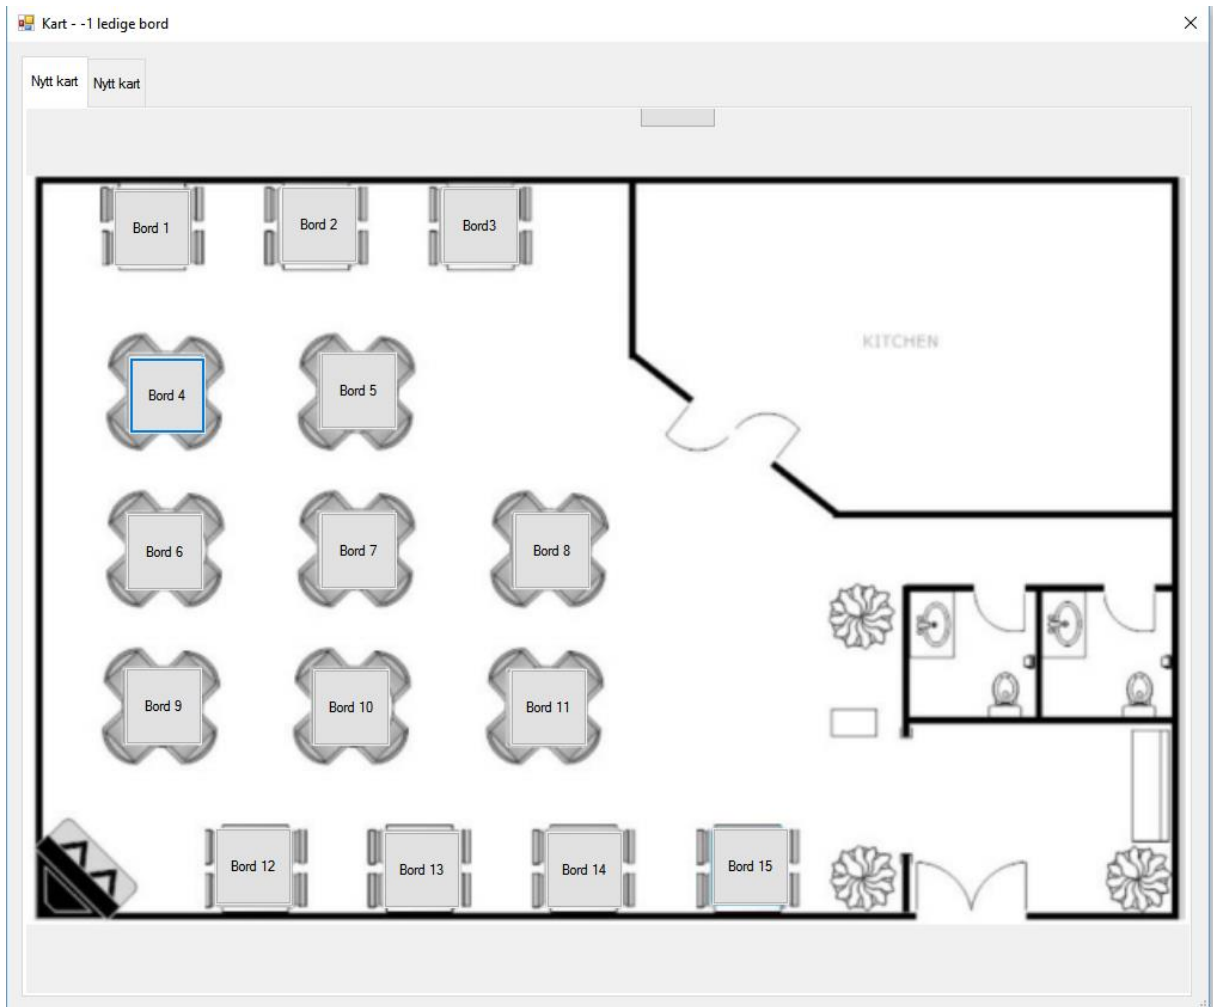 Kart - -1 ledige bord
Nytt kart Nytt kart
Bord 1 Bord 2 Bord3
KITCHEN
Bord 4 Bord 5
Bord 6 Bord 7 Bord 8
Bord 9 Bord 10 Bord 11
Bord 12 Bord 13 Bord 14 Bord 15